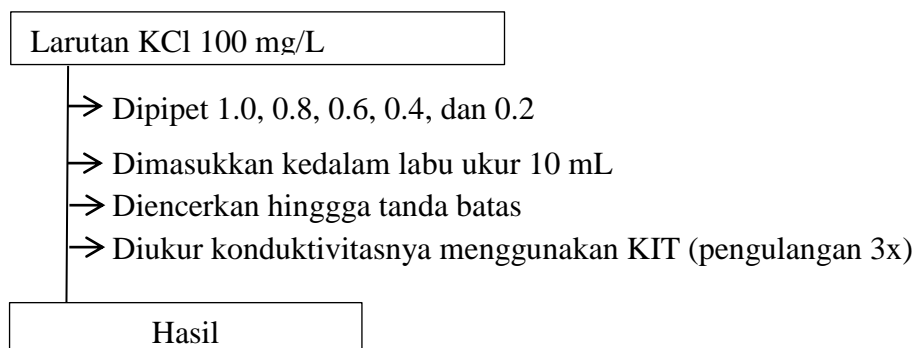 Larutan KCl 100 mg/L
Dipipet 1.0, 0.8, 0.6, 0.4, dan 0.2
Dimasukkan kedalam labu ukur 10 mL
Diencerkan hinggga tanda batas
Diukur konduktivitasnya menggunakan KIT (pengulangan 3x)
Hasil